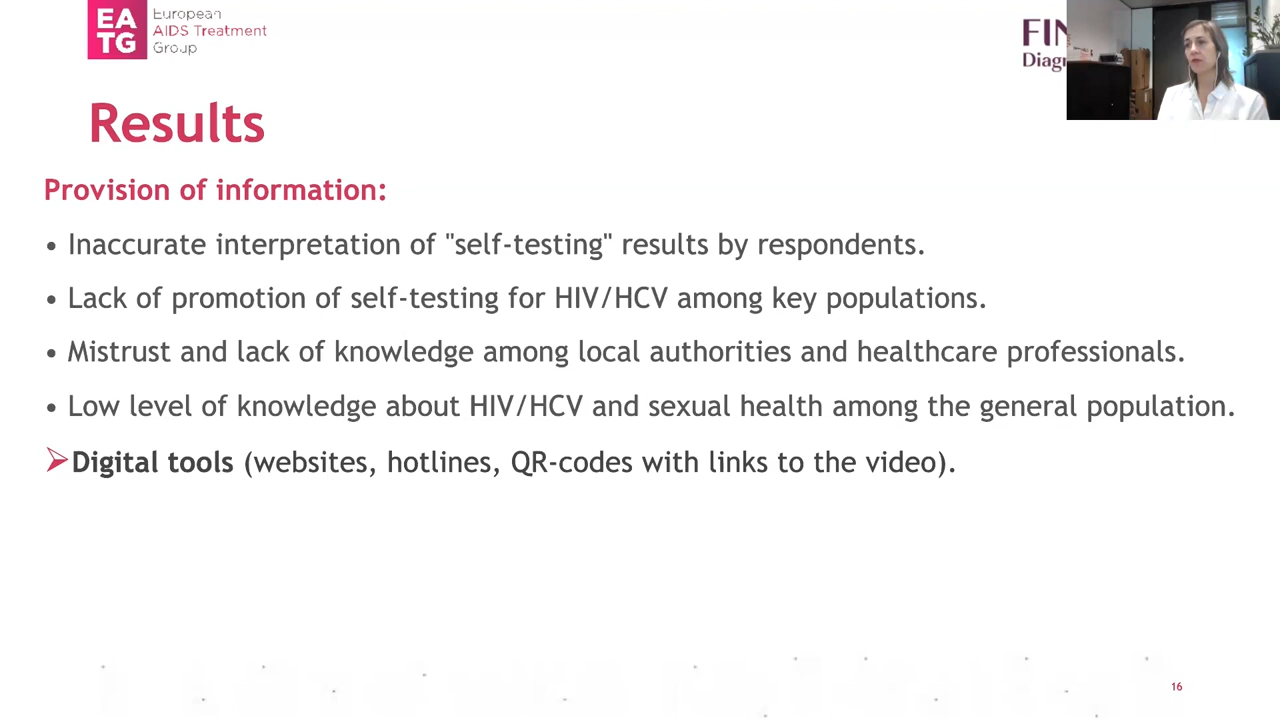 EA
TG
European
AIDS Treatment
Group
Results
Provision of information:
• Inaccurate interpretation of "self-testing" results by respondents.
• Lack of promotion of self-testing for HIV/HCV among key populations.
• Mistrust and lack of knowledge among local authorities and healthcare professionals.
• Low level of knowledge about HIV/HCV and sexual health among the general population.
➢Digital tools (websites, hotlines, QR-codes with links to the video).
16